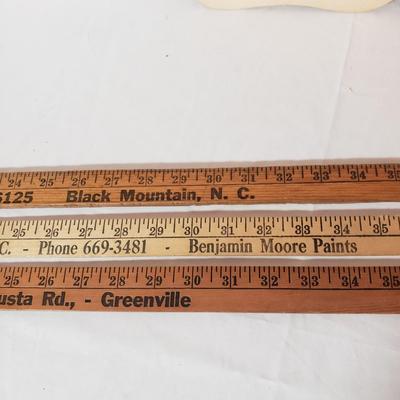 24 25 26 27 28 29 30 31 32 33 34 35
6125 Black Mountain, N. C.
24 25 26 27 28 29 30 31 32 33 34 35
C. - Phone 669-3481 - Benjamin Moore Paints
25 26 27 28 29 30 31 32 33 34 35
usta Rd., - Greenville